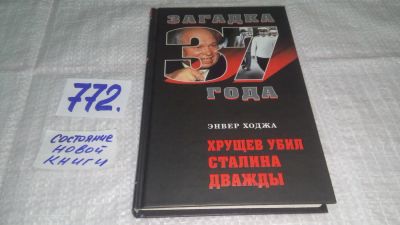 ЗАГАДКА
37
ГОДА
ЭНВЕР ХОДЖА
ХРУЩЕВ УБИЛ
СТАЛИНА
ДВАЖДЫ
772.
СОСТОЯНИЕ
НОВОЙ
КНИГИ